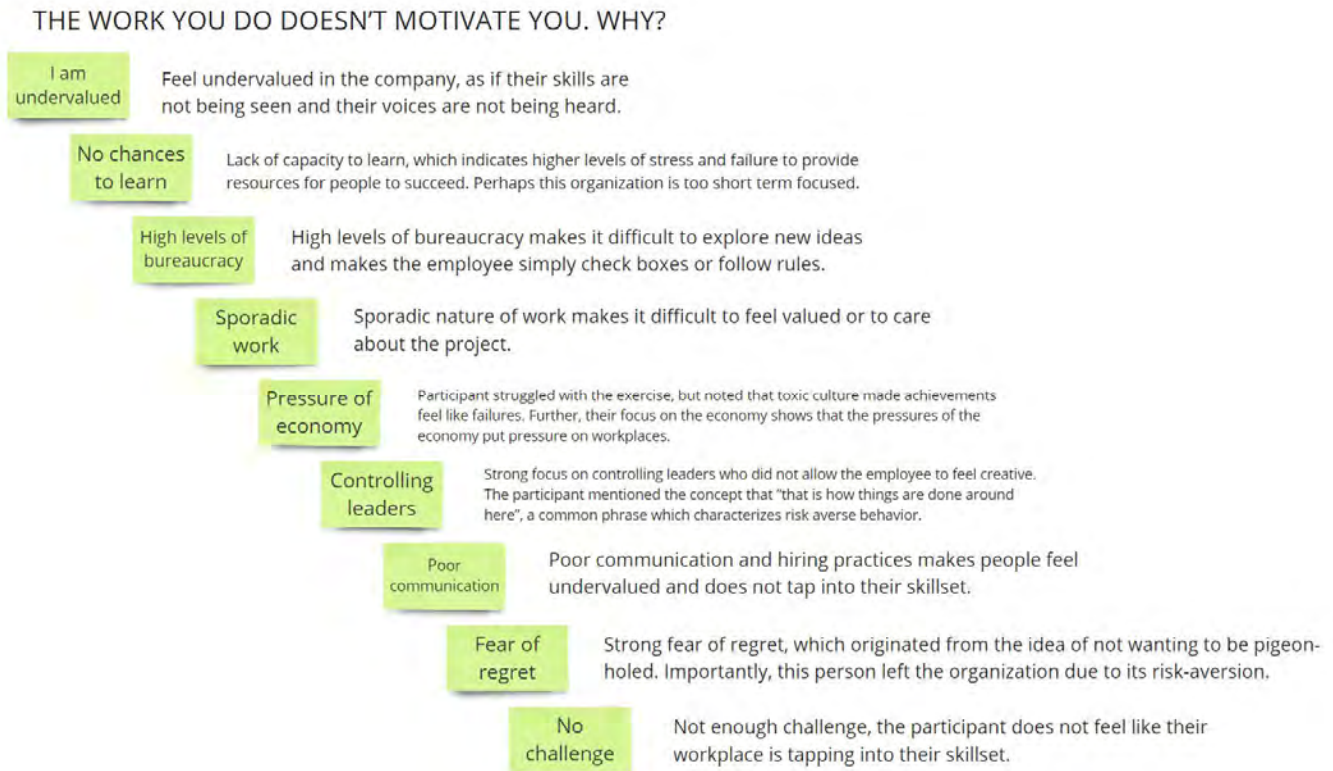 THE WORK YOU DO DOESN'T MOTIVATE YOU. WHY?
I am
undervalued
Feel undervalued in the company, as if their skills are
not being seen and their voices are not being heard.
No chances
to learn
Lack of capacity to learn, which indicates higher levels of stress and failure to provide
resources for people to succeed. Perhaps this organization is too short term focused.
High levels of
bureaucracy
High levels of bureaucracy makes it difficult to explore new ideas
and makes the employee simply check boxes or follow rules.
Sporadic
work
Sporadic nature of work makes it difficult to feel valued or to care
about the project.
Pressure of
economy
Participant struggled with the exercise, but noted that toxic culture made achievements
feel like failures. Further, their focus on the economy shows that the pressures of the
economy put pressure on workplaces.
Controlling
leaders
Strong focus on controlling leaders who did not allow the employee to feel creative.
The participant mentioned the concept that "that is how things are done around
here", a common phrase which characterizes risk averse behavior.
Poor
communication
Poor communication and hiring practices makes people feel
undervalued and does not tap into their skillset.
Fear of
regret
Strong fear of regret, which originated from the idea of not wanting to be pigeon-
holed. Importantly, this person left the organization due to its risk-aversion.
No
challenge
Not enough challenge, the participant does not feel like their
workplace is tapping into their skillset.